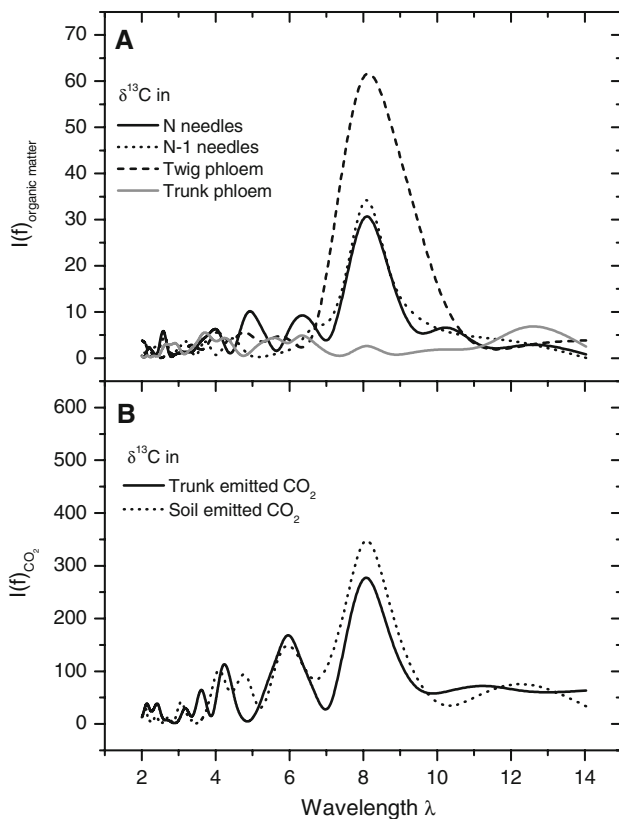 A
δ13C in
N needles
N-1 needles
Twig phloem
Trunk phloem
I(f)organic matter
70
60
50
40
30
20
10
0
B
δ13C in
Trunk emitted CO2
Soil emitted CO2
I(f)CO2
600
500
400
300
200
100
0
2 4 6 8 10 12 14
Wavelength λ